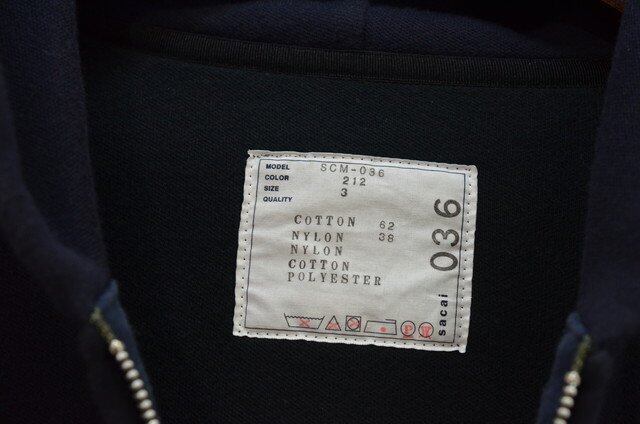 MODEL SCM-036
COLOR 212
SIZE 3
QUALITY
COTTON 62
NYLON 38
NYLON
COTTON
POLYESTER
sacai 036